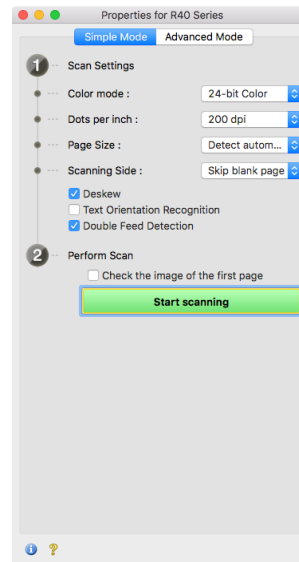 Properties for R40 Series
Simple Mode Advanced Mode
1 Scan Settings
Color mode : 24-bit Color
Dots per inch : 200 dpi
Page Size : Detect autom...
Scanning Side : Skip blank page
Deskew
Text Orientation Recognition
Double Feed Detection
2 Perform Scan
Check the image of the first page
Start scanning